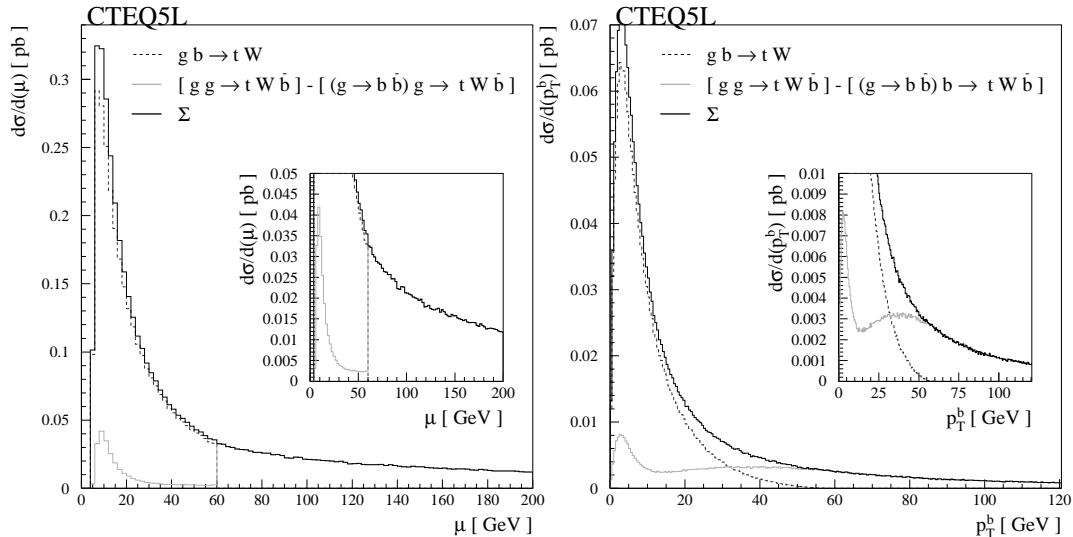 CTEQ5L
dσ/d(μ) [ pb ]
g b → t W
[ g g → t W b̄ ] - [ (g → b b̄) g → t W b̄ ]
Σ
0.3
0.25
0.2
0.15
0.1
0.05
0
0 20 40 60 80 100 120 140 160 180 200
μ [ GeV ]
dσ/d(μ) [ pb ]
0.05
0.045
0.04
0.035
0.03
0.025
0.02
0.015
0.01
0.005
0
0 50 100 150 200
μ [ GeV ]
CTEQ5L
dσ/d(p_T^b) [ pb ]
g b → t W
[ g g → t W b̄ ] - [ (g → b b̄) b → t W b̄ ]
Σ
0.07
0.06
0.05
0.04
0.03
0.02
0.01
0
0 20 40 60 80 100 120
p_T^b [ GeV ]
dσ/d(p_T^b) [ pb ]
0.01
0.009
0.008
0.007
0.006
0.005
0.004
0.003
0.002
0.001
0
0 25 50 75 100
p_T^b [ GeV ]